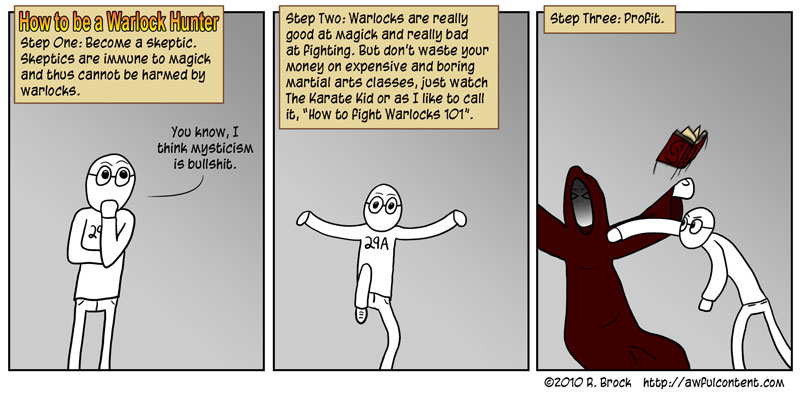 How to be a Warlock Hunter
Step One: Become a skeptic.
Skeptics are immune to magick
and thus cannot be harmed by
warlocks.
You know, I
think mysticism
is bullshit.
29
Step Two: Warlocks are really
good at magick and really bad
at fighting. But don't waste your
money on expensive and boring
martial arts classes, just watch
The Karate Kid or as I like to call
it, "How to fight Warlocks 101".
29A
Step Three: Profit.
©2010 R. Brock http://awfulcontent.com